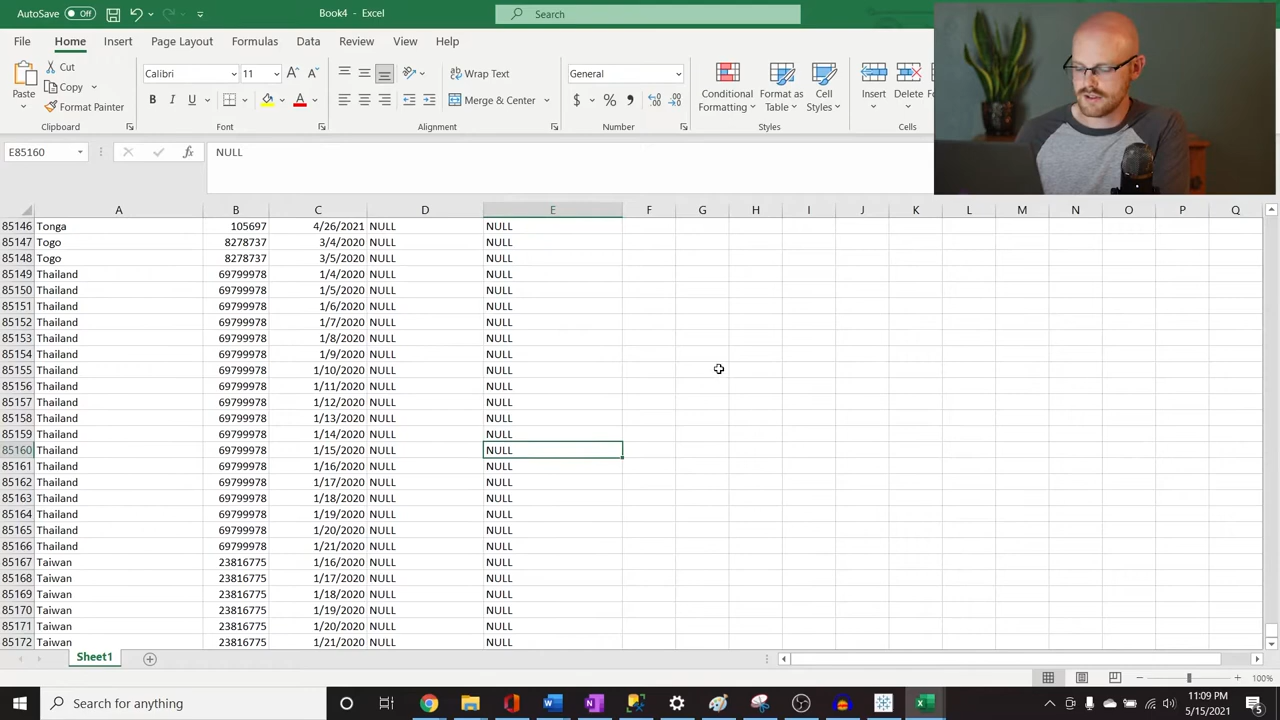 AutoSave Off Book4 - Excel Search
File Home Insert Page Layout Formulas Data Review View Help
Paste Cut Copy Format Painter Clipboard
Calibri 11 B I U Font
Wrap Text Merge & Center Alignment
General $ % Number
Conditional Formatting Format as Table Cell Styles Styles
Insert Delete Cells
E85160 fx NULL
A B C D E F G H I J K L M N O P Q
85146 Tonga 105697 4/26/2021 NULL NULL
85147 Togo 8278737 3/4/2020 NULL NULL
85148 Togo 8278737 3/5/2020 NULL NULL
85149 Thailand 69799978 1/4/2020 NULL NULL
85150 Thailand 69799978 1/5/2020 NULL NULL
85151 Thailand 69799978 1/6/2020 NULL NULL
85152 Thailand 69799978 1/7/2020 NULL NULL
85153 Thailand 69799978 1/8/2020 NULL NULL
85154 Thailand 69799978 1/9/2020 NULL NULL
85155 Thailand 69799978 1/10/2020 NULL NULL
85156 Thailand 69799978 1/11/2020 NULL NULL
85157 Thailand 69799978 1/12/2020 NULL NULL
85158 Thailand 69799978 1/13/2020 NULL NULL
85159 Thailand 69799978 1/14/2020 NULL NULL
85160 Thailand 69799978 1/15/2020 NULL NULL
85161 Thailand 69799978 1/16/2020 NULL NULL
85162 Thailand 69799978 1/17/2020 NULL NULL
85163 Thailand 69799978 1/18/2020 NULL NULL
85164 Thailand 69799978 1/19/2020 NULL NULL
85165 Thailand 69799978 1/20/2020 NULL NULL
85166 Thailand 69799978 1/21/2020 NULL NULL
85167 Taiwan 23816775 1/16/2020 NULL NULL
85168 Taiwan 23816775 1/17/2020 NULL NULL
85169 Taiwan 23816775 1/18/2020 NULL NULL
85170 Taiwan 23816775 1/19/2020 NULL NULL
85171 Taiwan 23816775 1/20/2020 NULL NULL
85172 Taiwan 23816775 1/21/2020 NULL NULL
Sheet1
100%
Search for anything
11:09 PM
5/15/2021
5